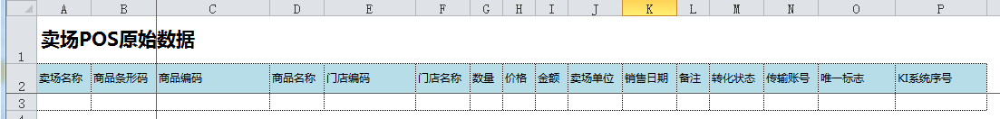 A B C D E F G H I J K L M N O P
1 卖场POS原始数据
2 卖场名称 商品条形码 商品编码 商品名称 门店编码 门店名称 数量 价格 金额 卖场单位 销售日期 备注 转化状态 传输账号 唯一标志 KI系统序号
3